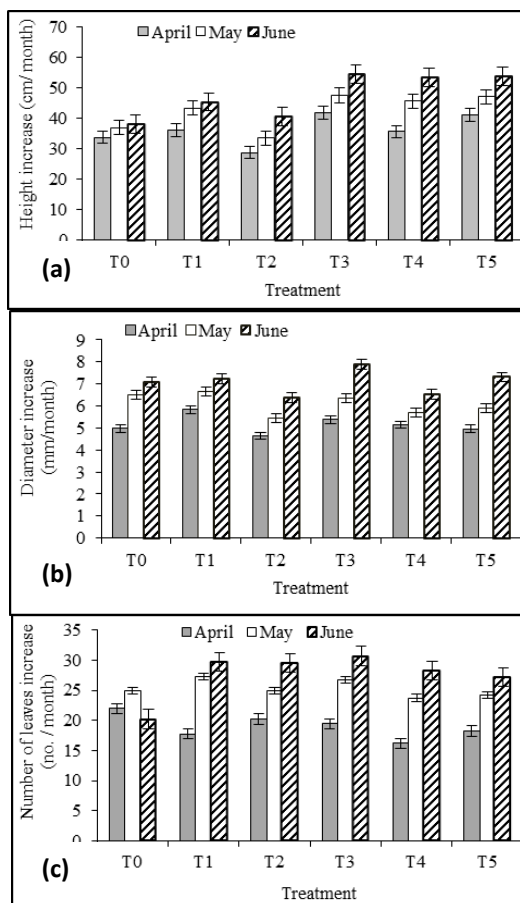 April May June
70
60
50
40
30
20
10
0
Height increase (cm/ month)
(a)
T0 T1 T2 T3 T4 T5
Treatment
April May June
9
8
7
6
5
4
3
2
1
0
Diameter increase
(mm/month)
(b)
T0 T1 T2 T3 T4 T5
Treatment
April May June
35
30
25
20
15
10
5
0
Number of leaves increase
(no. / month)
(c)
T0 T1 T2 T3 T4 T5
Treatment